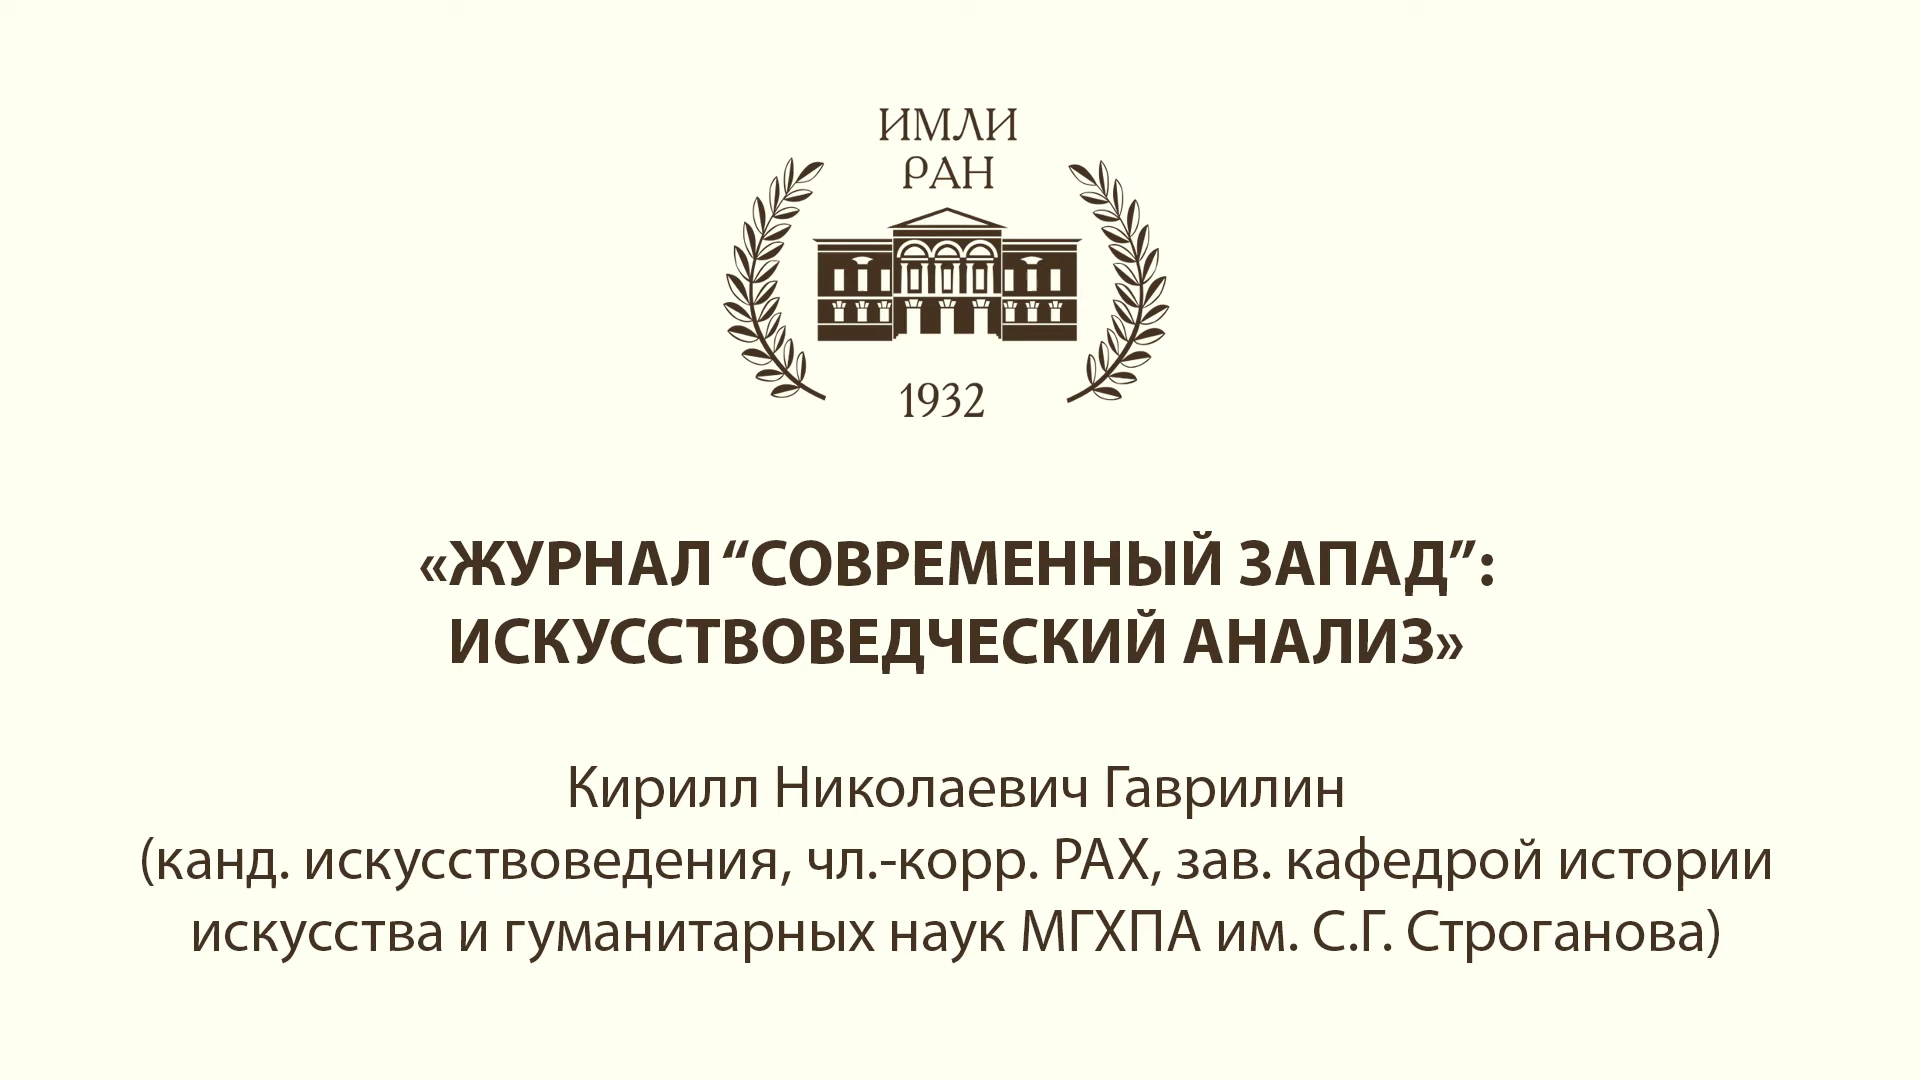 ИМЛИ
РАН
1932
«ЖУРНАЛ “СОВРЕМЕННЫЙ ЗАПАД”:
ИСКУССТВОВЕДЧЕСКИЙ АНАЛИЗ»
Кирилл Николаевич Гаврилин
(канд. искусствоведения, чл.-корр. РАХ, зав. кафедрой истории
искусства и гуманитарных наук МГХПА им. С.Г. Строганова)